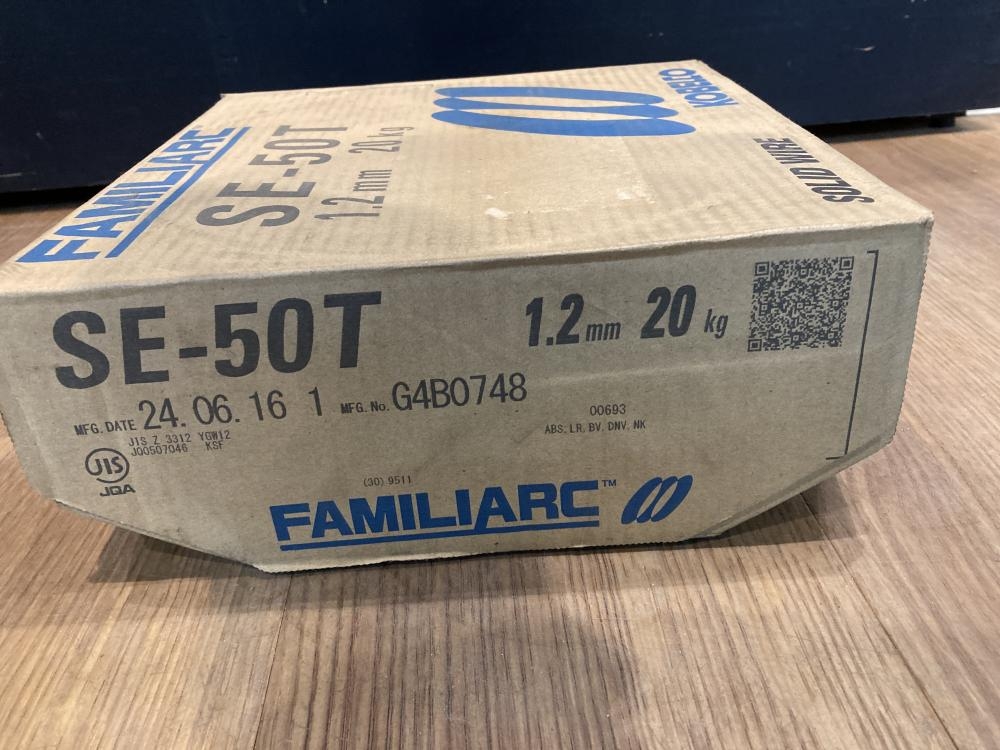 FAMILIARC
SE-50T
1.2mm 20kg
KOBELCO
SOLID WIRE
SE-50T 1.2mm 20kg
MFG. DATE 24.06.16 1 MFG. No. G4B0748
JIS Z 3312 YGW12
JQ0507046 KSF
00693
ABS, LR, BV, DNV, NK
JIS
JQA
(30) 9511
FAMILIARC™